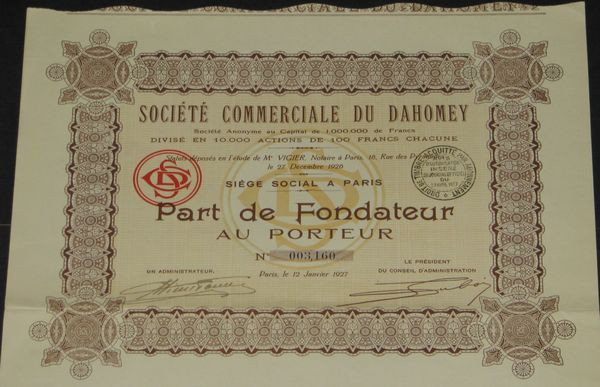 SOCIÉTÉ COMMERCIALE DU DAHOMEY
Société Anonyme au Capital de 1.000.000 de Francs
DIVISÉ EN 10.000 ACTIONS DE 100 FRANCS CHACUNE
Statuts déposés en l'étude de Me VIGIER, Notaire à Paris, 18, Rue des
le 27 Décembre 1926
SIÈGE SOCIAL A PARIS
Part de Fondateur
AU PORTEUR
No 003,160
UN ADMINISTRATEUR,
Paris, le 12 Janvier 1927
LE PRÉSIDENT
DU CONSEIL D'ADMINISTRATION